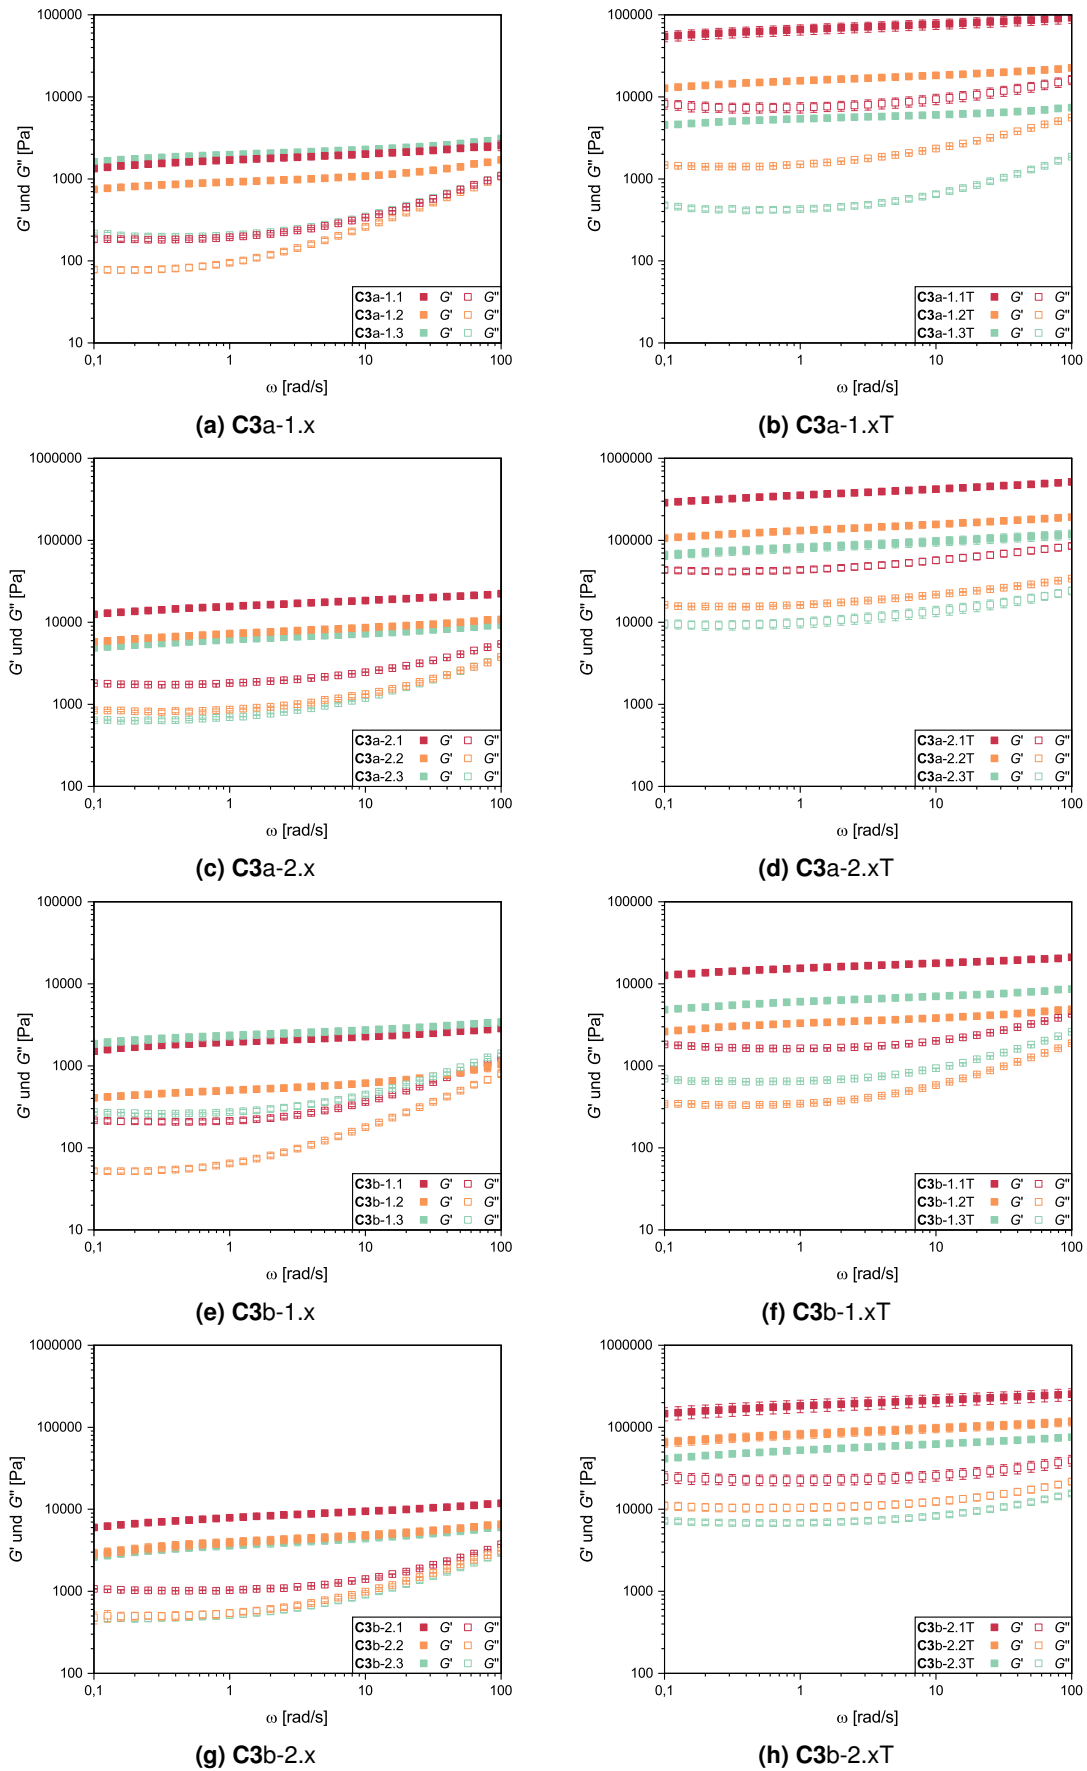 100000
10000
1000
100
10
G' und G'' [Pa]
C3a-1.1 G' G''
C3a-1.2 G' G''
C3a-1.3 G' G''
0,1 1 10 100
ω [rad/s]
(a) C3a-1.x
100000
10000
1000
100
10
G' und G'' [Pa]
C3a-1.1T G' G''
C3a-1.2T G' G''
C3a-1.3T G' G''
0,1 1 10 100
ω [rad/s]
(b) C3a-1.xT
1000000
100000
10000
1000
100
G' und G'' [Pa]
C3a-2.1 G' G''
C3a-2.2 G' G''
C3a-2.3 G' G''
0,1 1 10 100
ω [rad/s]
(c) C3a-2.x
1000000
100000
10000
1000
100
G' und G'' [Pa]
C3a-2.1T G' G''
C3a-2.2T G' G''
C3a-2.3T G' G''
0,1 1 10 100
ω [rad/s]
(d) C3a-2.xT
100000
10000
1000
100
10
G' und G'' [Pa]
C3b-1.1 G' G''
C3b-1.2 G' G''
C3b-1.3 G' G''
0,1 1 10 100
ω [rad/s]
(e) C3b-1.x
100000
10000
1000
100
10
G' und G'' [Pa]
C3b-1.1T G' G''
C3b-1.2T G' G''
C3b-1.3T G' G''
0,1 1 10 100
ω [rad/s]
(f) C3b-1.xT
1000000
100000
10000
1000
100
G' und G'' [Pa]
C3b-2.1 G' G''
C3b-2.2 G' G''
C3b-2.3 G' G''
0,1 1 10 100
ω [rad/s]
(g) C3b-2.x
1000000
100000
10000
1000
100
G' und G'' [Pa]
C3b-2.1T G' G''
C3b-2.2T G' G''
C3b-2.3T G' G''
0,1 1 10 100
ω [rad/s]
(h) C3b-2.xT